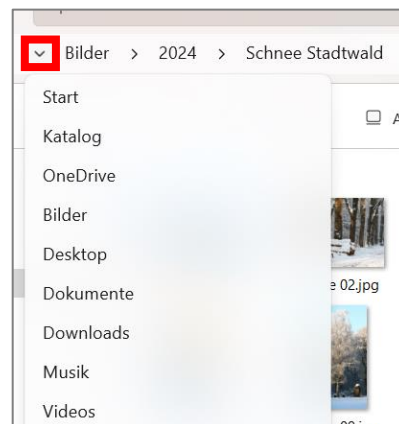 Bilder > 2024 > Schnee Stadtwald
Start
Katalog
OneDrive
Bilder
Desktop
e 02.jpg
Dokumente
Downloads
Musik
Videos